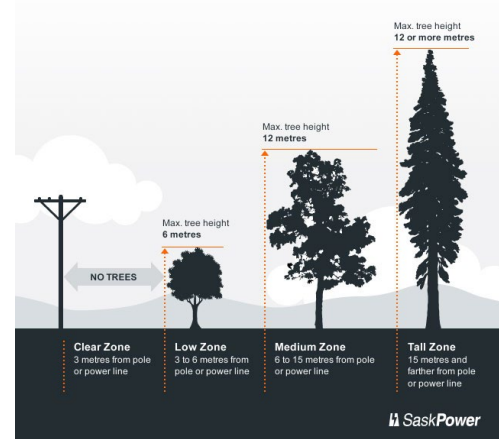 Max. tree height
12 or more metres
Max. tree height
12 metres
Max. tree height
6 metres
NO TREES
Clear Zone
3 metres from pole
or power line
Low Zone
3 to 6 metres from
pole or power line
Medium Zone
6 to 15 metres from pole
or power line
Tall Zone
15 metres and
farther from pole
or power line
SaskPower